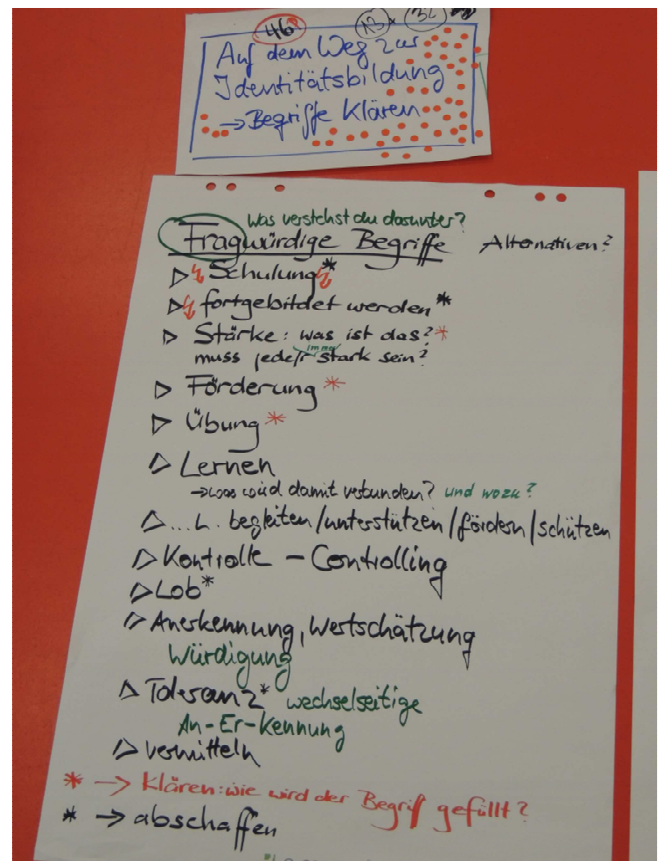 46 13 32
Auf dem Weg zur
Identitätsbildung
→ Begriffe klären
Was verstehst du darunter?
Fragwürdige Begriffe Alternativen?
▷ Schulung *
▷ fortgebildet werden *
▷ Stärke: was ist das? *
immer
muss jede/r stark sein?
▷ Förderung *
▷ Übung *
▷ Lernen
→ was wird damit verbunden? und wozu?
▷ ... L. begleiten/unterstützen/fördern/schützen
▷ Kontrolle – Controlling
▷ Lob *
▷ Anerkennung, Wertschätzung
Würdigung
▷ Toleranz * wechselseitige
An-Er-Kennung
▷ vermitteln
* → klären: wie wird der Begriff gefüllt?
* → abschaffen